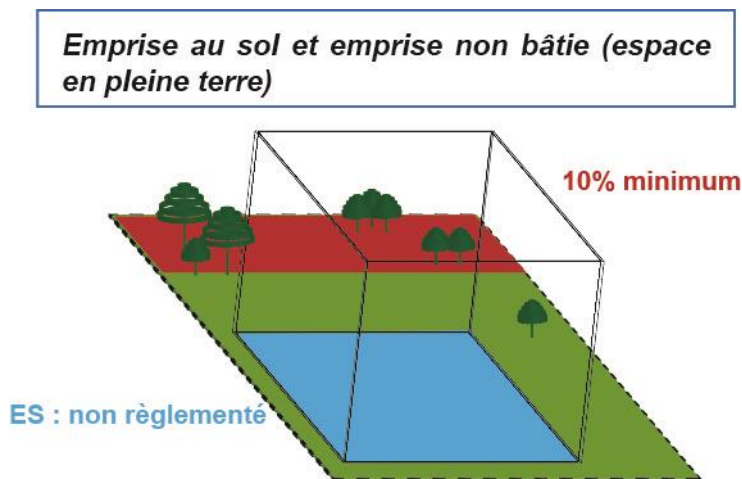 Emprise au sol et emprise non bâtie (espace
en pleine terre)
10% minimum
ES : non règlementé